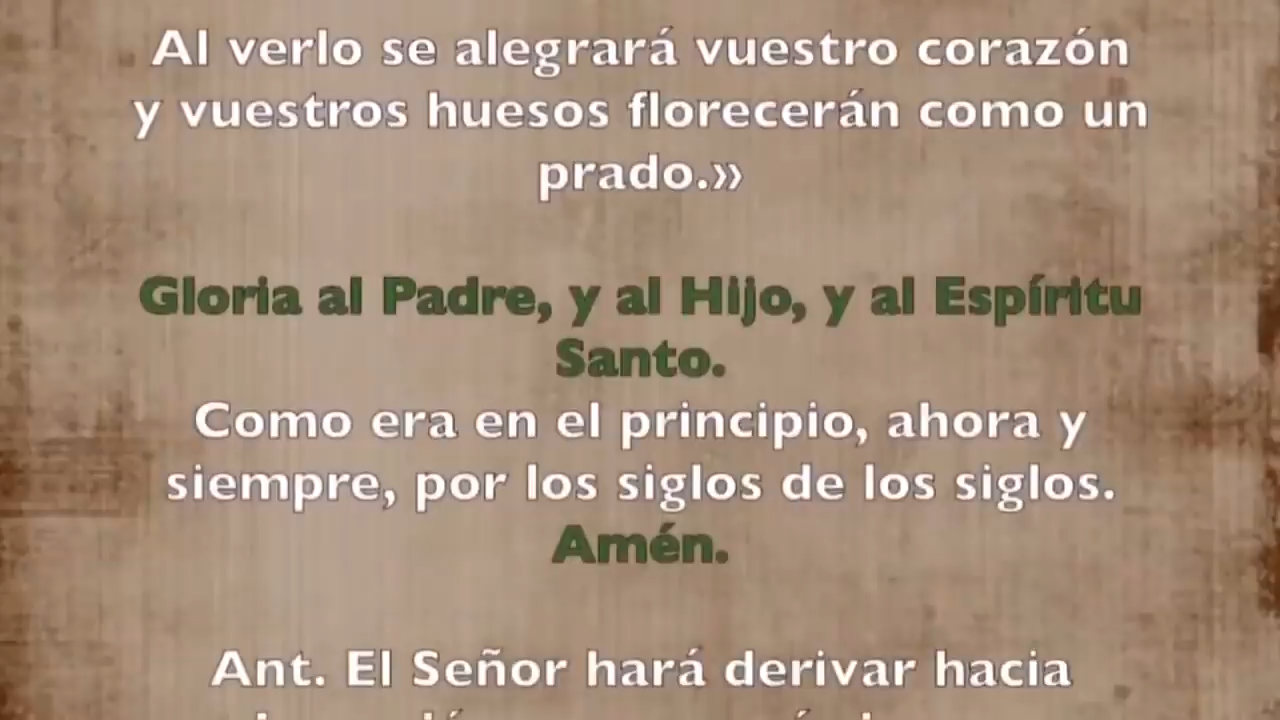 Al verlo se alegrará vuestro corazón
y vuestros huesos florecerán como un
prado.»
Gloria al Padre, y al Hijo, y al Espíritu
Santo.
Como era en el principio, ahora y
siempre, por los siglos de los siglos.
Amén.
Ant. El Señor hará derivar hacia